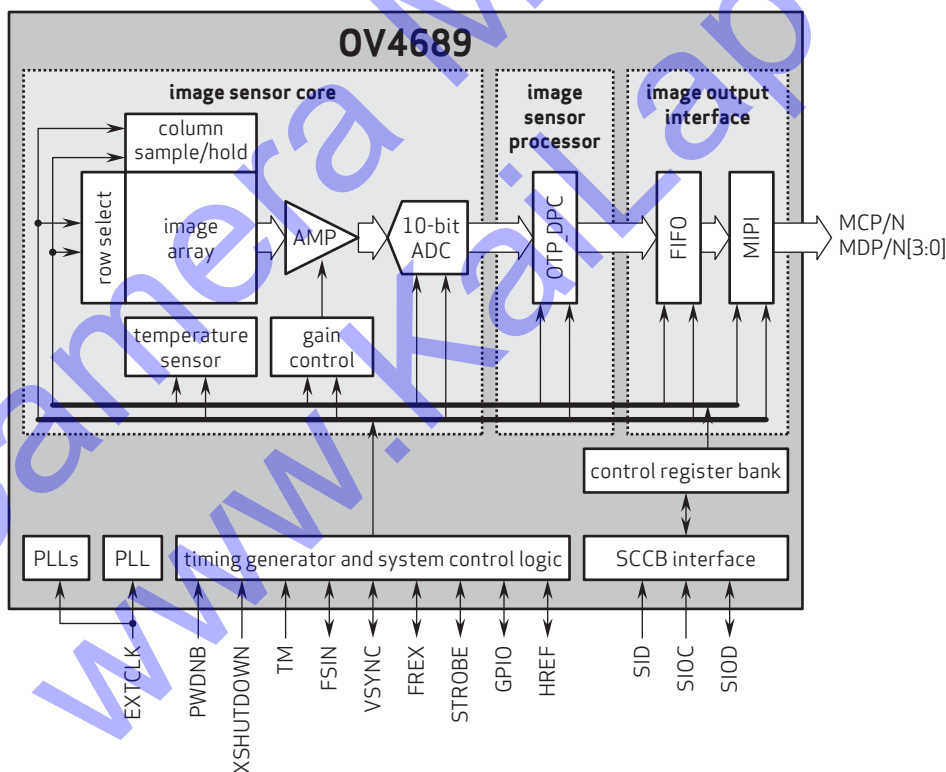 OV4689
image sensor core
image
sensor
processor
image output
interface
column
sample/hold
row select
image
array
AMP
10-bit
ADC
OTP_DPC
FIFO
MIPI
MCP/N
MDP/N[3:0]
temperature
sensor
gain
control
control register bank
PLLs
PLL
timing generator and system control logic
SCCB interface
EXTCLK
PWDNB
XSHUTDOWN
TM
FSIN
VSYNC
FREX
STROBE
GPIO
HREF
SID
SIOC
SIOD